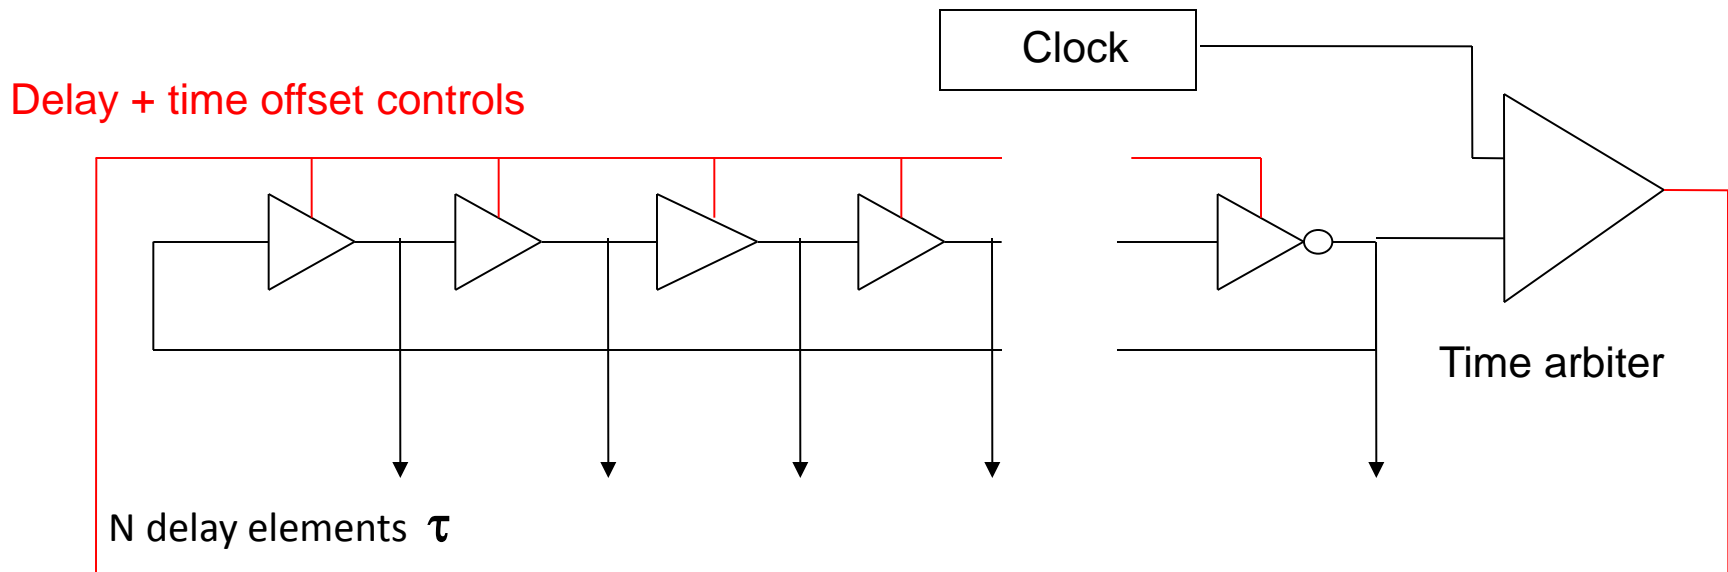 Clock
Delay + time offset controls
Time arbiter
N delay elements τ